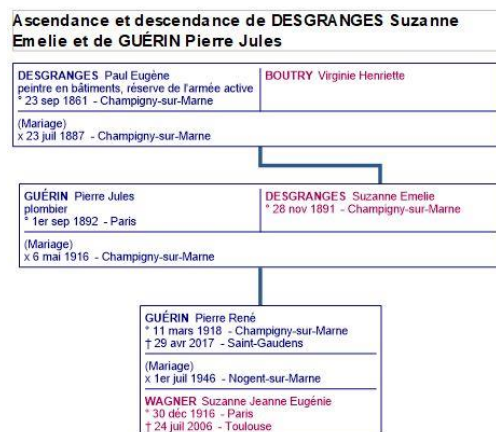 Ascendance et descendance de DESGRANGES Suzanne
Emelie et de GUÉRIN Pierre Jules
DESGRANGES Paul Eugène
peintre en bâtiments, réserve de l'armée active
° 23 sep 1861 - Champigny-sur-Marne
BOUTRY Virginie Henriette
(Mariage)
x 23 juil 1887 - Champigny-sur-Marne
GUÉRIN Pierre Jules
plombier
° 1er sep 1892 - Paris
DESGRANGES Suzanne Emelie
° 28 nov 1891 - Champigny-sur-Marne
(Mariage)
x 6 mai 1916 - Champigny-sur-Marne
GUÉRIN Pierre René
° 11 mars 1918 - Champigny-sur-Marne
† 29 avr 2017 - Saint-Gaudens
(Mariage)
x 1er juil 1946 - Nogent-sur-Marne
WAGNER Suzanne Jeanne Eugénie
° 30 déc 1916 - Paris
† 24 juil 2006 - Toulouse